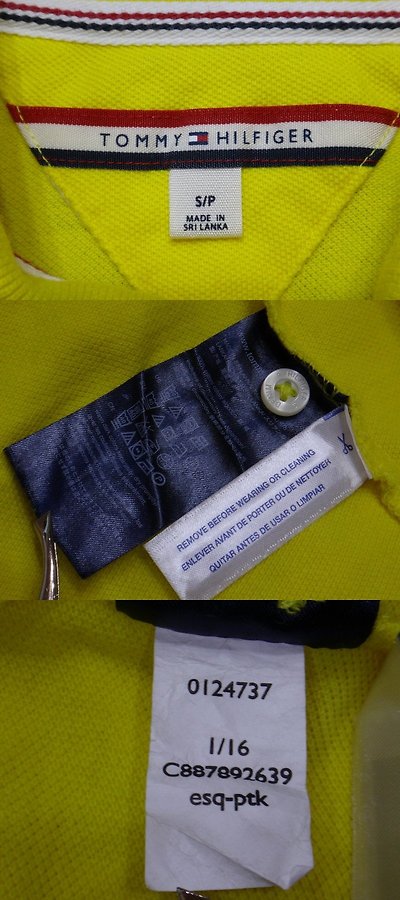 TOMMY HILFIGER
S/P
MADE IN
SRI LANKA
REMOVE BEFORE WEARING OR CLEANING
ENLEVER AVANT DE PORTER OU DE NETTOYER
QUITAR ANTES DE USAR O LIMPIAR
0124737
1/16
C887892639
esq-ptk